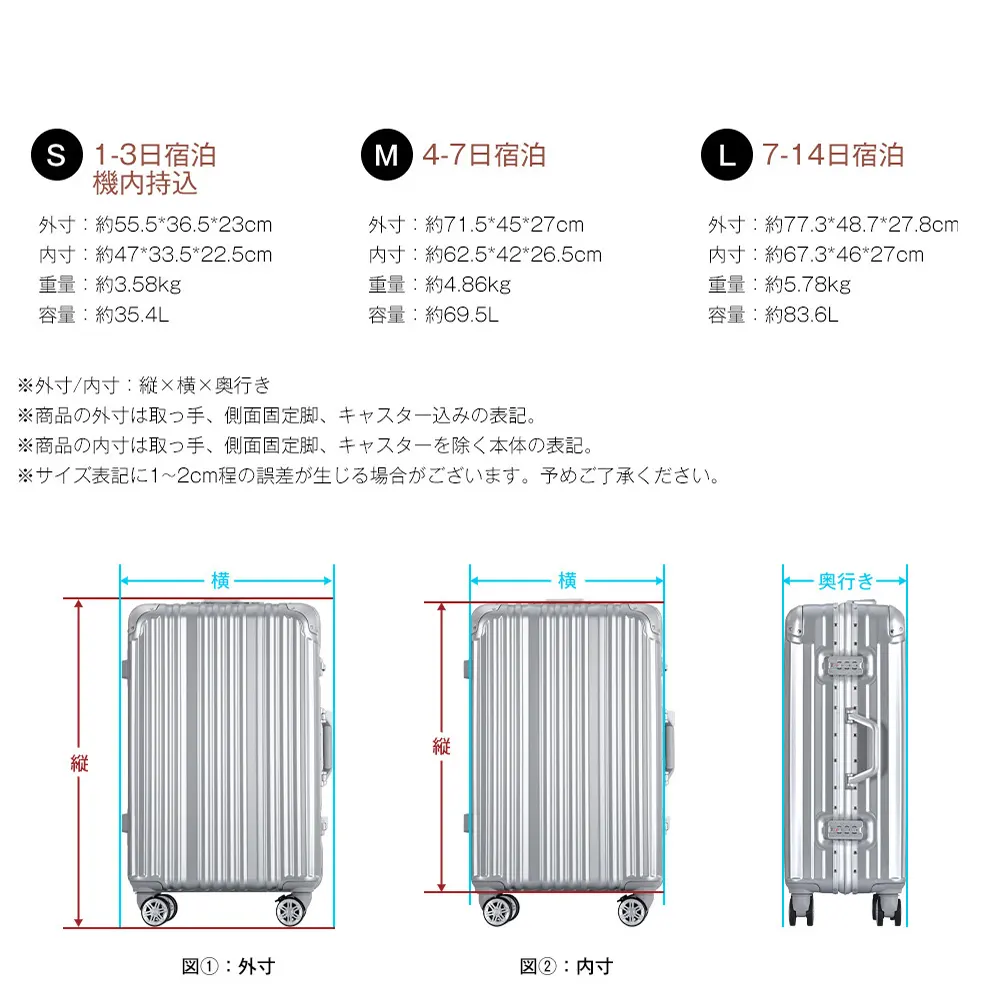 S 1-3日宿泊
機内持込
外寸：約55.5*36.5*23cm
内寸：約47*33.5*22.5cm
重量：約3.58kg
容量：約35.4L
M 4-7日宿泊
外寸：約71.5*45*27cm
内寸：約62.5*42*26.5cm
重量：約4.86kg
容量：約69.5L
L 7-14日宿泊
外寸：約77.3*48.7*27.8cm
内寸：約67.3*46*27cm
重量：約5.78kg
容量：約83.6L
※外寸/内寸：縦×横×奥行き
※商品の外寸は取っ手、側面固定脚、キャスター込みの表記。
※商品の内寸は取っ手、側面固定脚、キャスターを除く本体の表記。
※サイズ表記に1～2cm程の誤差が生じる場合がございます。予めご了承ください。
横
縦
図①：外寸
横
縦
図②：内寸
奥行き